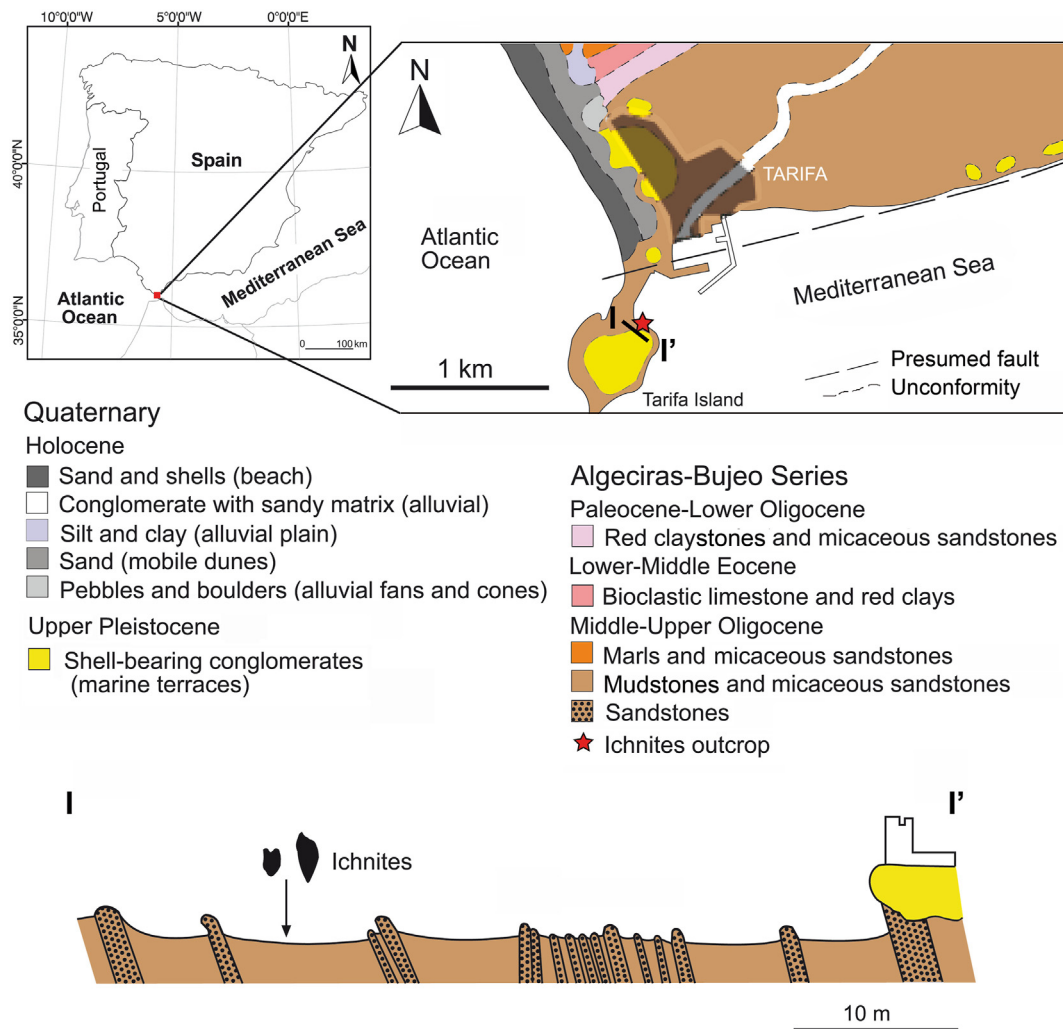 10°0'0"W
5°0'0"W
0°0'0"E
N
40°0'0"N
35°0'0"N
Portugal
Spain
Mediterranean Sea
Atlantic
Ocean
0 100 km
N
TARIFA
Atlantic
Ocean
Mediterranean Sea
I
I'
1 km
Tarifa Island
Presumed fault
Unconformity
Quaternary
Holocene
Sand and shells (beach)
Conglomerate with sandy matrix (alluvial)
Silt and clay (alluvial plain)
Sand (mobile dunes)
Pebbles and boulders (alluvial fans and cones)
Upper Pleistocene
Shell-bearing conglomerates
(marine terraces)
Algeciras-Bujeo Series
Paleocene-Lower Oligocene
Red claystones and micaceous sandstones
Lower-Middle Eocene
Bioclastic limestone and red clays
Middle-Upper Oligocene
Marls and micaceous sandstones
Mudstones and micaceous sandstones
Sandstones
Ichnites outcrop
I
I'
Ichnites
10 m